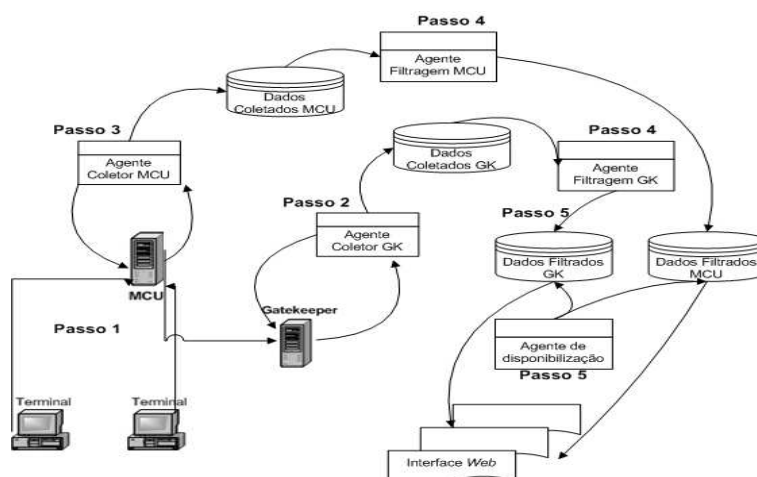 Passo 4
Agente
Filtragem MCU
Dados
Coletados MCU
Passo 3
Agente
Coletor MCU
Passo 4
Dados
Coletados GK
Agente
Filtragem GK
Passo 2
Agente
Coletor GK
Passo 5
Dados Filtrados
GK
Dados Filtrados
MCU
MCU
Gatekeeper
Passo 1
Agente de
disponibilização
Passo 5
Terminal
Terminal
Interface Web